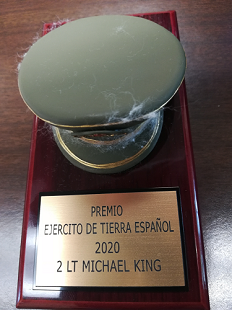 PREMIO
EJERCITO DE TIERRA ESPAÑOL
2020
2 LT MICHAEL KING